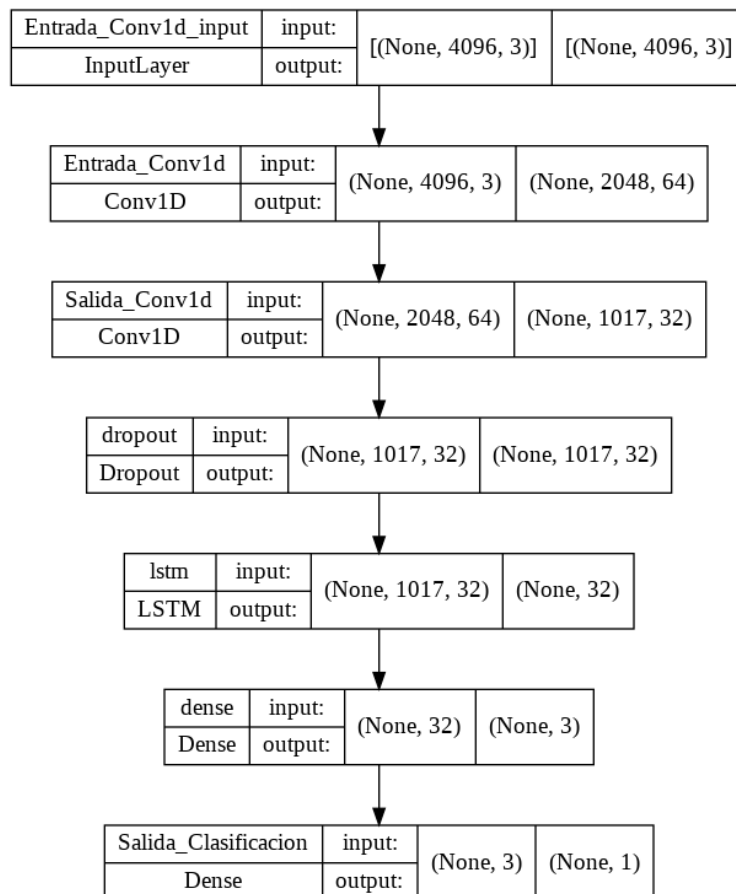 Entrada_Conv1d_input input: [(None, 4096, 3)] [(None, 4096, 3)]
InputLayer output:
Entrada_Conv1d input: (None, 4096, 3) (None, 2048, 64)
Conv1D output:
Salida_Conv1d input: (None, 2048, 64) (None, 1017, 32)
Conv1D output:
dropout input: (None, 1017, 32) (None, 1017, 32)
Dropout output:
lstm input: (None, 1017, 32) (None, 32)
LSTM output:
dense input: (None, 32) (None, 3)
Dense output:
Salida_Clasificacion input: (None, 3) (None, 1)
Dense output: